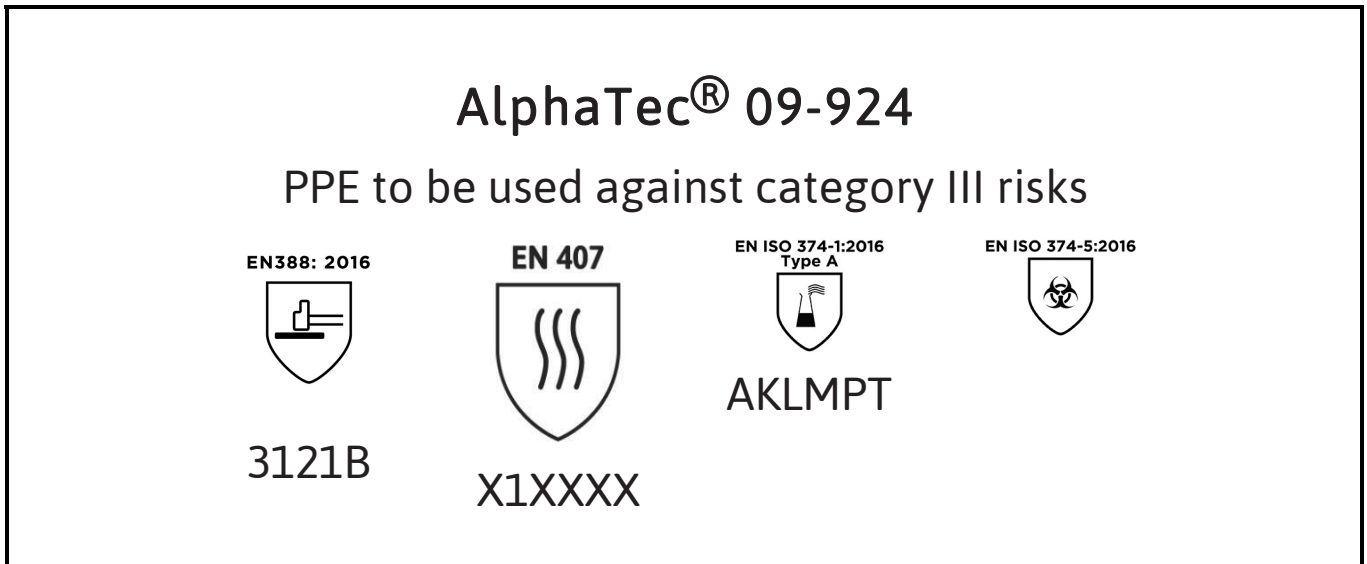 AlphaTec® 09-924
PPE to be used against category III risks
EN388: 2016
3121B
EN 407
X1XXXX
EN ISO 374-1:2016
Type A
AKLMPT
EN ISO 374-5:2016